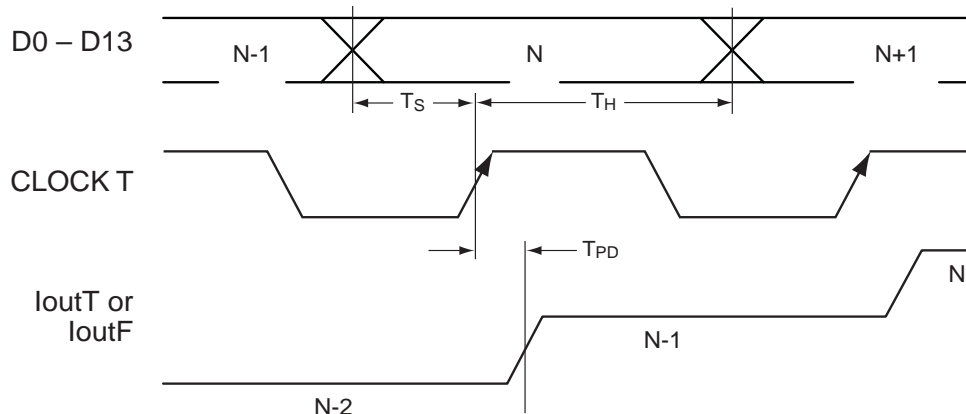 D0 – D13
N-1
N
N+1
TS
TH
CLOCK T
TPD
IoutT or
IoutF
N
N-1
N-2